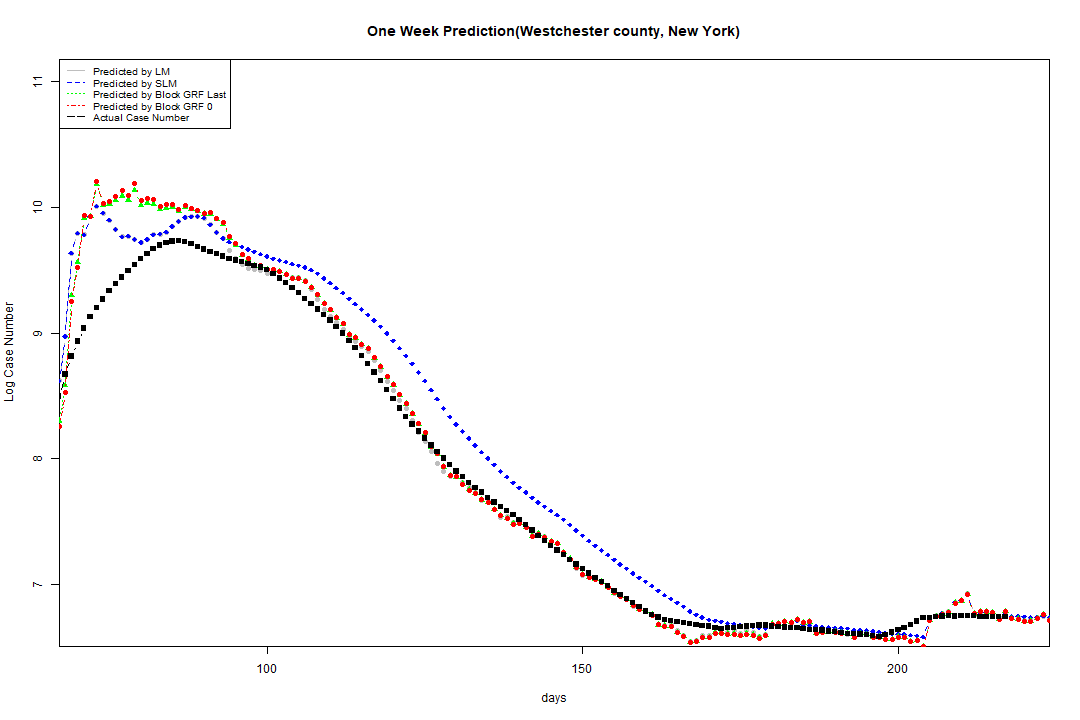 One Week Prediction(Westchester county, New York)
Predicted by LM
Predicted by SLM
Predicted by Block GRF Last
Predicted by Block GRF 0
Actual Case Number
11
10
9
8
7
Log Case Number
100
150
200
days